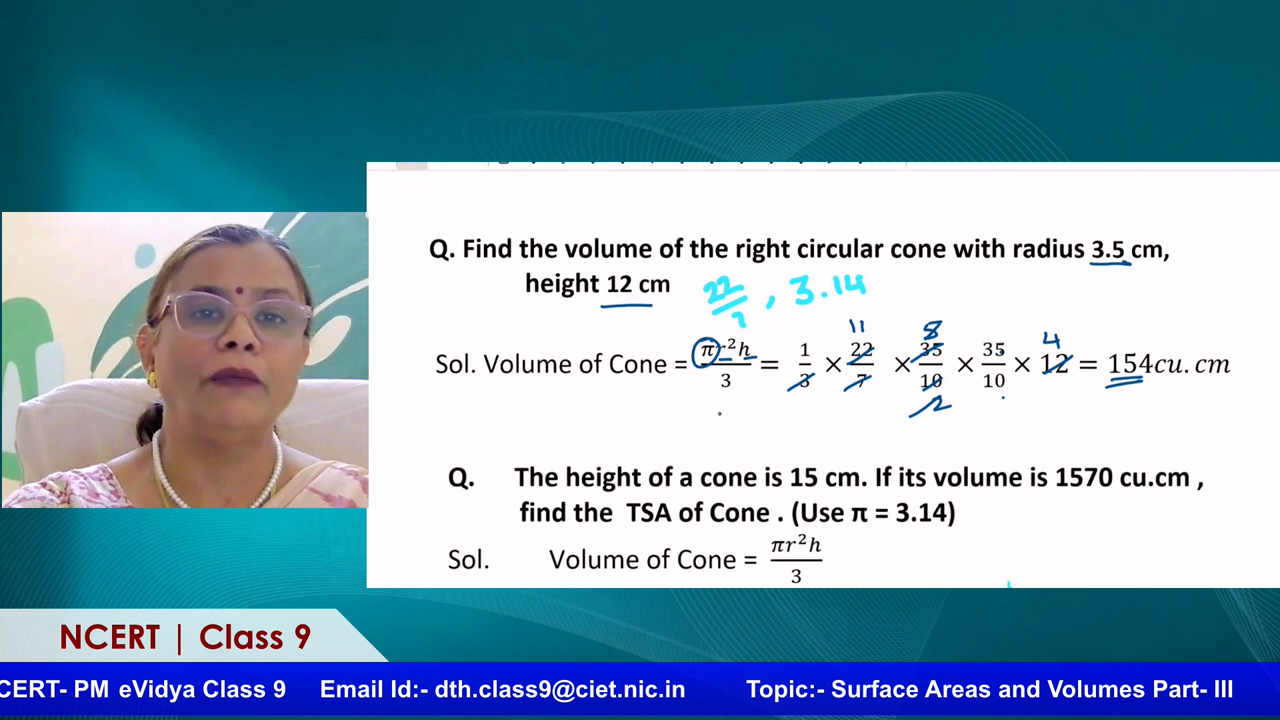 Q. Find the volume of the right circular cone with radius 3.5 cm,
height 12 cm
22/7 , 3.14
11 8 4
Sol. Volume of Cone = πr²h/3 = 1/3 × 22/7 × 35/10 × 35/10 × 12 = 154cu. cm
2
Q. The height of a cone is 15 cm. If its volume is 1570 cu.cm ,
find the TSA of Cone . (Use π = 3.14)
Sol. Volume of Cone = πr²h/3
NCERT | Class 9
CERT- PM eVidya Class 9 Email Id:- dth.class9@ciet.nic.in Topic:- Surface Areas and Volumes Part- III